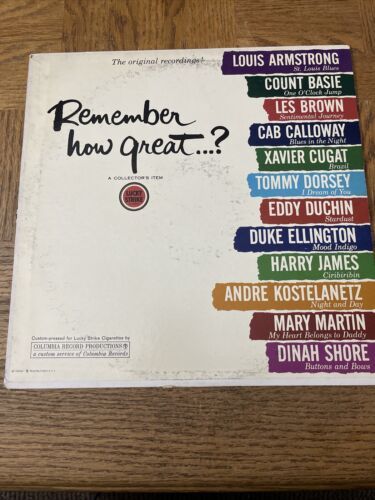 The original recordings!
Remember
how great...?
A COLLECTOR'S ITEM
LUCKY
STRIKE
LOUIS ARMSTRONG
St. Louis Blues
COUNT BASIE
One O'Clock Jump
LES BROWN
Sentimental Journey
CAB CALLOWAY
Blues in the Night
XAVIER CUGAT
Brazil
TOMMY DORSEY
I Dream of You
EDDY DUCHIN
Stardust
DUKE ELLINGTON
Mood Indigo
HARRY JAMES
Ciribiribin
ANDRE KOSTELANETZ
Night and Day
MARY MARTIN
My Heart Belongs to Daddy
DINAH SHORE
Buttons and Bows
Custom-pressed for Lucky Strike Cigarettes by
COLUMBIA RECORD PRODUCTIONS
a custom service of Columbia Records